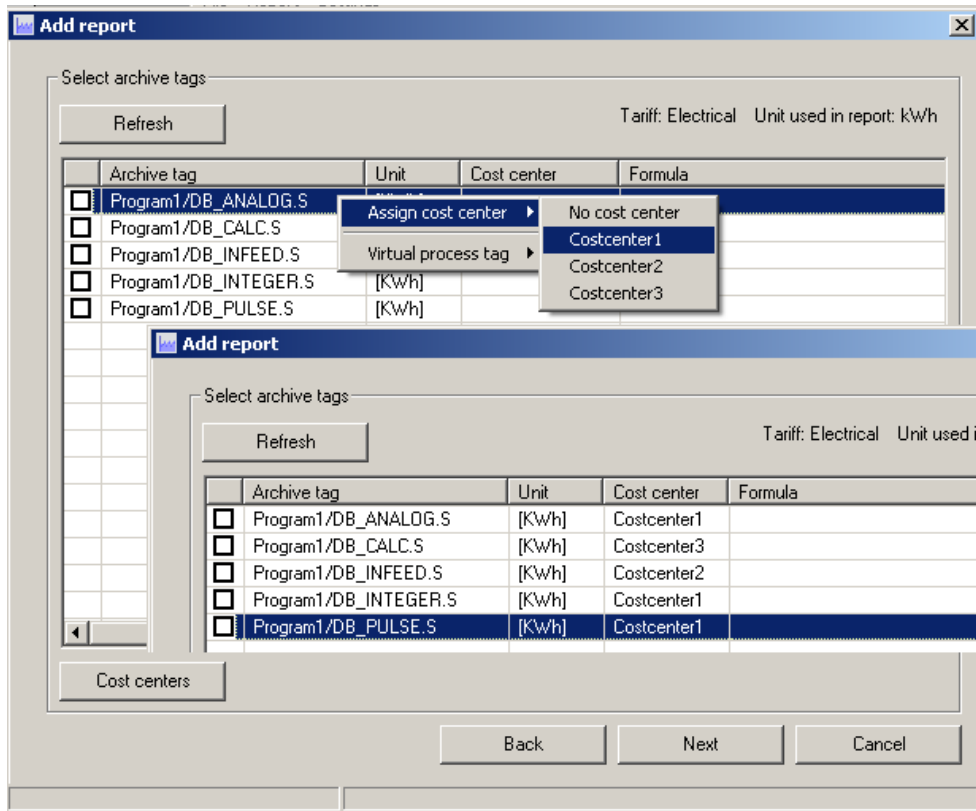 Add report
Select archive tags
Refresh
Tariff: Electrical Unit used in report: kWh
Archive tag Unit Cost center Formula
Program1/DB_ANALOG.S
Program1/DB_CALC.S
Program1/DB_INFEED.S
Program1/DB_INTEGER.S [KWh]
Program1/DB_PULSE.S [KWh]
Assign cost center
Virtual process tag
No cost center
Costcenter1
Costcenter2
Costcenter3
Add report
Select archive tags
Refresh
Tariff: Electrical Unit used
Archive tag Unit Cost center Formula
Program1/DB_ANALOG.S [KWh] Costcenter1
Program1/DB_CALC.S [KWh] Costcenter3
Program1/DB_INFEED.S [KWh] Costcenter2
Program1/DB_INTEGER.S [KWh] Costcenter1
Program1/DB_PULSE.S [KWh] Costcenter1
Cost centers
Back Next Cancel